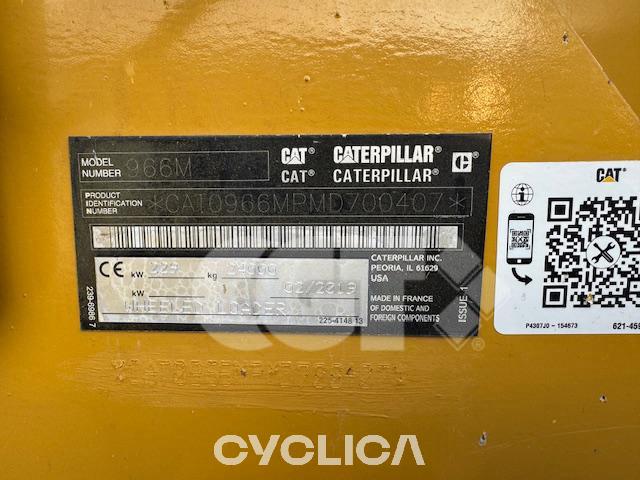 MODEL NUMBER 966M
CAT CATERPILLAR C
CAT® CATERPILLAR®
PRODUCT IDENTIFICATION NUMBER *CAT0966MPMD700407*
CE kW kg
kW 02/2019
WHEELED LOADER
225-4148 13
239-6986 7
CATERPILLAR INC.
PEORIA, IL 61629
USA
MADE IN FRANCE
OF DOMESTIC AND
FOREIGN COMPONENTS
ISSUE-1
CAT
P4307J0 – 154673
CYCLICA